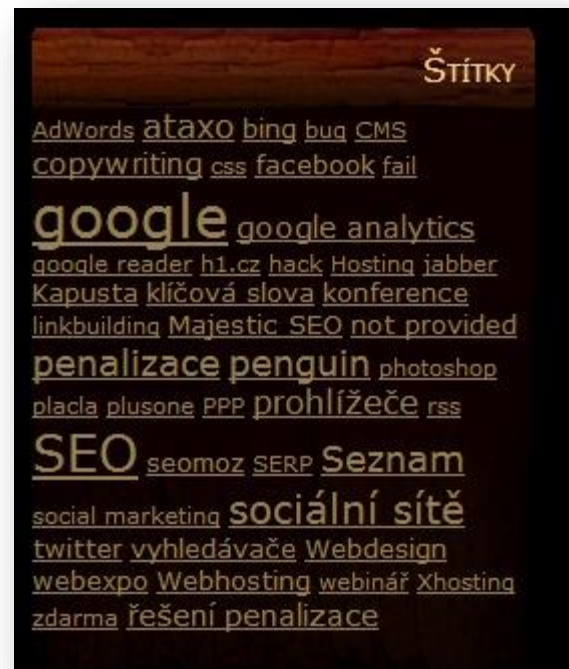 Štítky
AdWords ataxo bing bug CMS
copywriting css facebook fail
google google analytics
google reader h1.cz hack Hosting jabber
Kapusta klíčová slova konference
linkbuilding Majestic SEO not provided
penalizace penguin photoshop
placla plusone PPP prohlížeče rss
SEO seomoz SERP Seznam
social marketing sociální sítě
twitter vyhledávače Webdesign
webexpo Webhosting webinář Xhosting
zdarma řešení penalizace